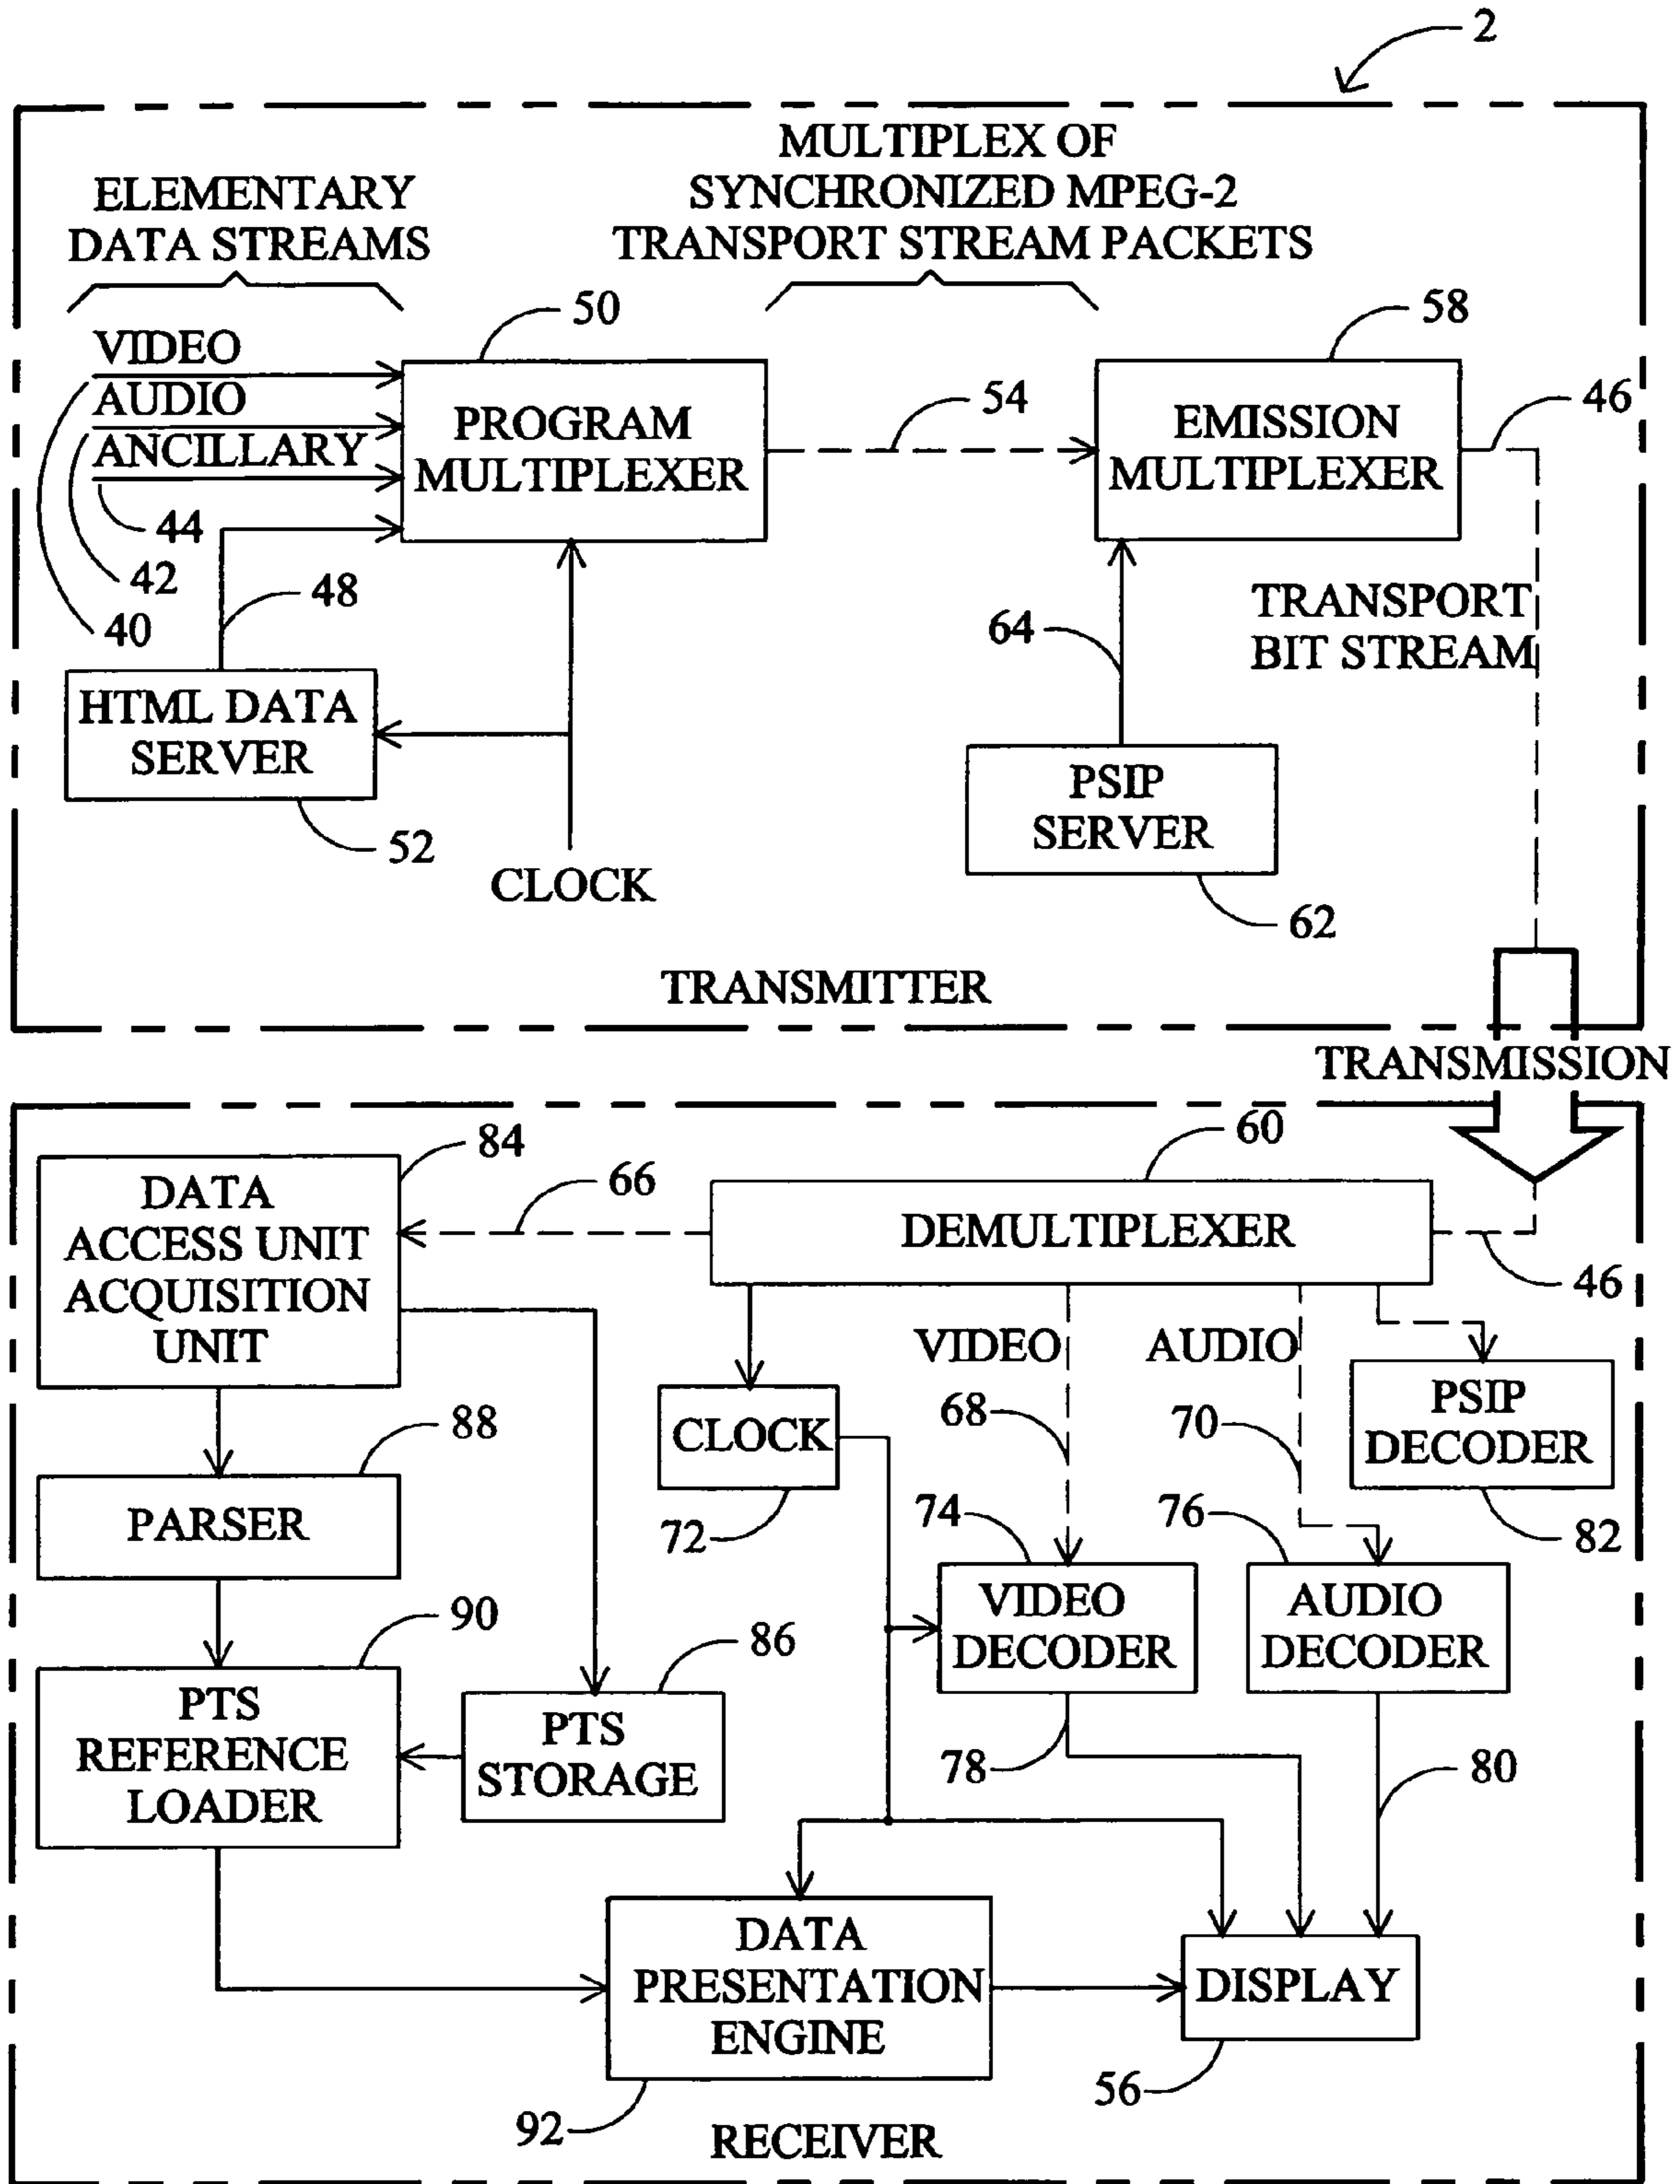 2
MULTIPLEX OF
SYNCHRONIZED MPEG-2
TRANSPORT STREAM PACKETS
ELEMENTARY
DATA STREAMS
50
58
VIDEO
AUDIO
ANCILLARY
PROGRAM
MULTIPLEXER
54
EMISSION
MULTIPLEXER
46
44
42
40
48
64
TRANSPORT
BIT STREAM
HTML DATA
SERVER
52
CLOCK
PSIP
SERVER
62
TRANSMITTER
TRANSMISSION
84
66
60
DATA
ACCESS UNIT
ACQUISITION
UNIT
DEMULTIPLEXER
46
VIDEO
AUDIO
68
70
CLOCK
72
PSIP
DECODER
82
88
PARSER
74
76
VIDEO
DECODER
AUDIO
DECODER
90
86
PTS
REFERENCE
LOADER
PTS
STORAGE
78
80
DATA
PRESENTATION
ENGINE
DISPLAY
92
56
RECEIVER